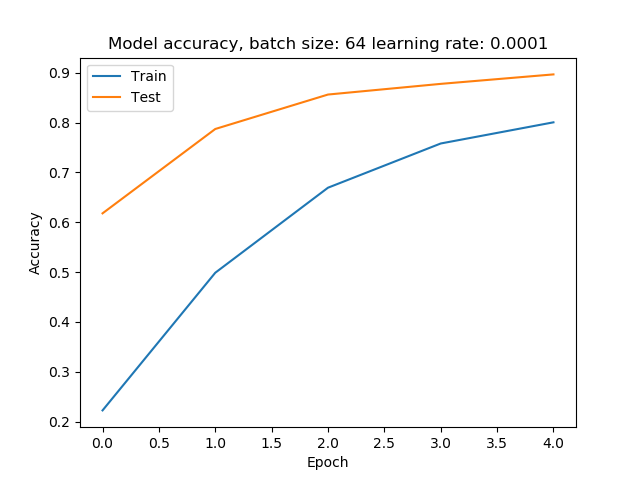 Model accuracy, batch size: 64 learning rate: 0.0001
Train
Test
0.9
0.8
0.7
0.6
0.5
0.4
0.3
0.2
Accuracy
0.0 0.5 1.0 1.5 2.0 2.5 3.0 3.5 4.0
Epoch